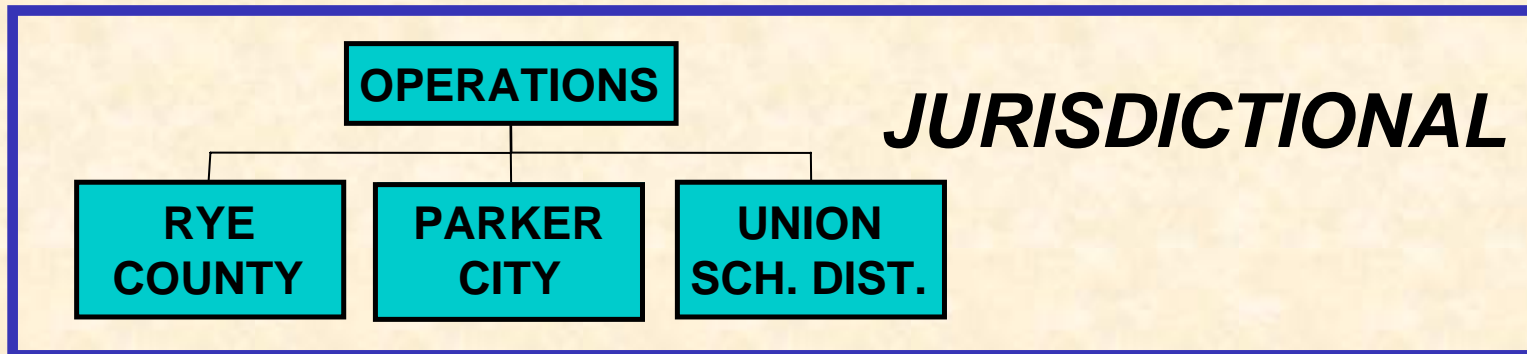 OPERATIONS
JURISDICTIONAL
RYE
COUNTY
PARKER
CITY
UNION
SCH. DIST.